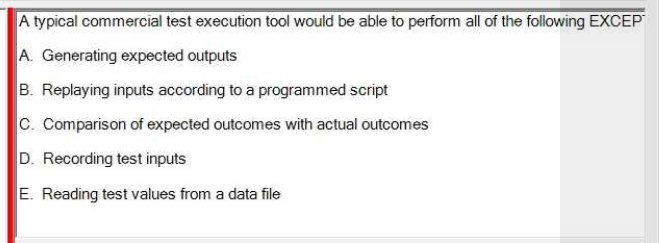 A typical commercial test execution tool would be able to perform all of the following EXCEP
A. Generating expected outputs
B. Replaying inputs according to a programmed script
C. Comparison of expected outcomes with actual outcomes
D. Recording test inputs
E. Reading test values from a data file